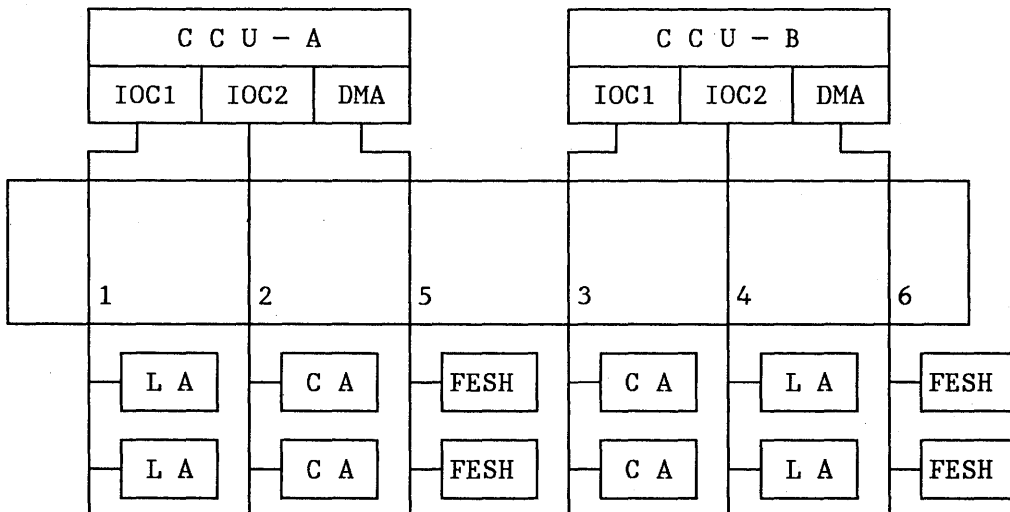 C C U - A C C U - B
IOC1 IOC2 DMA IOC1 IOC2 DMA
1 2 5 3 4 6
L A C A FESH C A L A FESH
L A C A FESH C A L A FESH